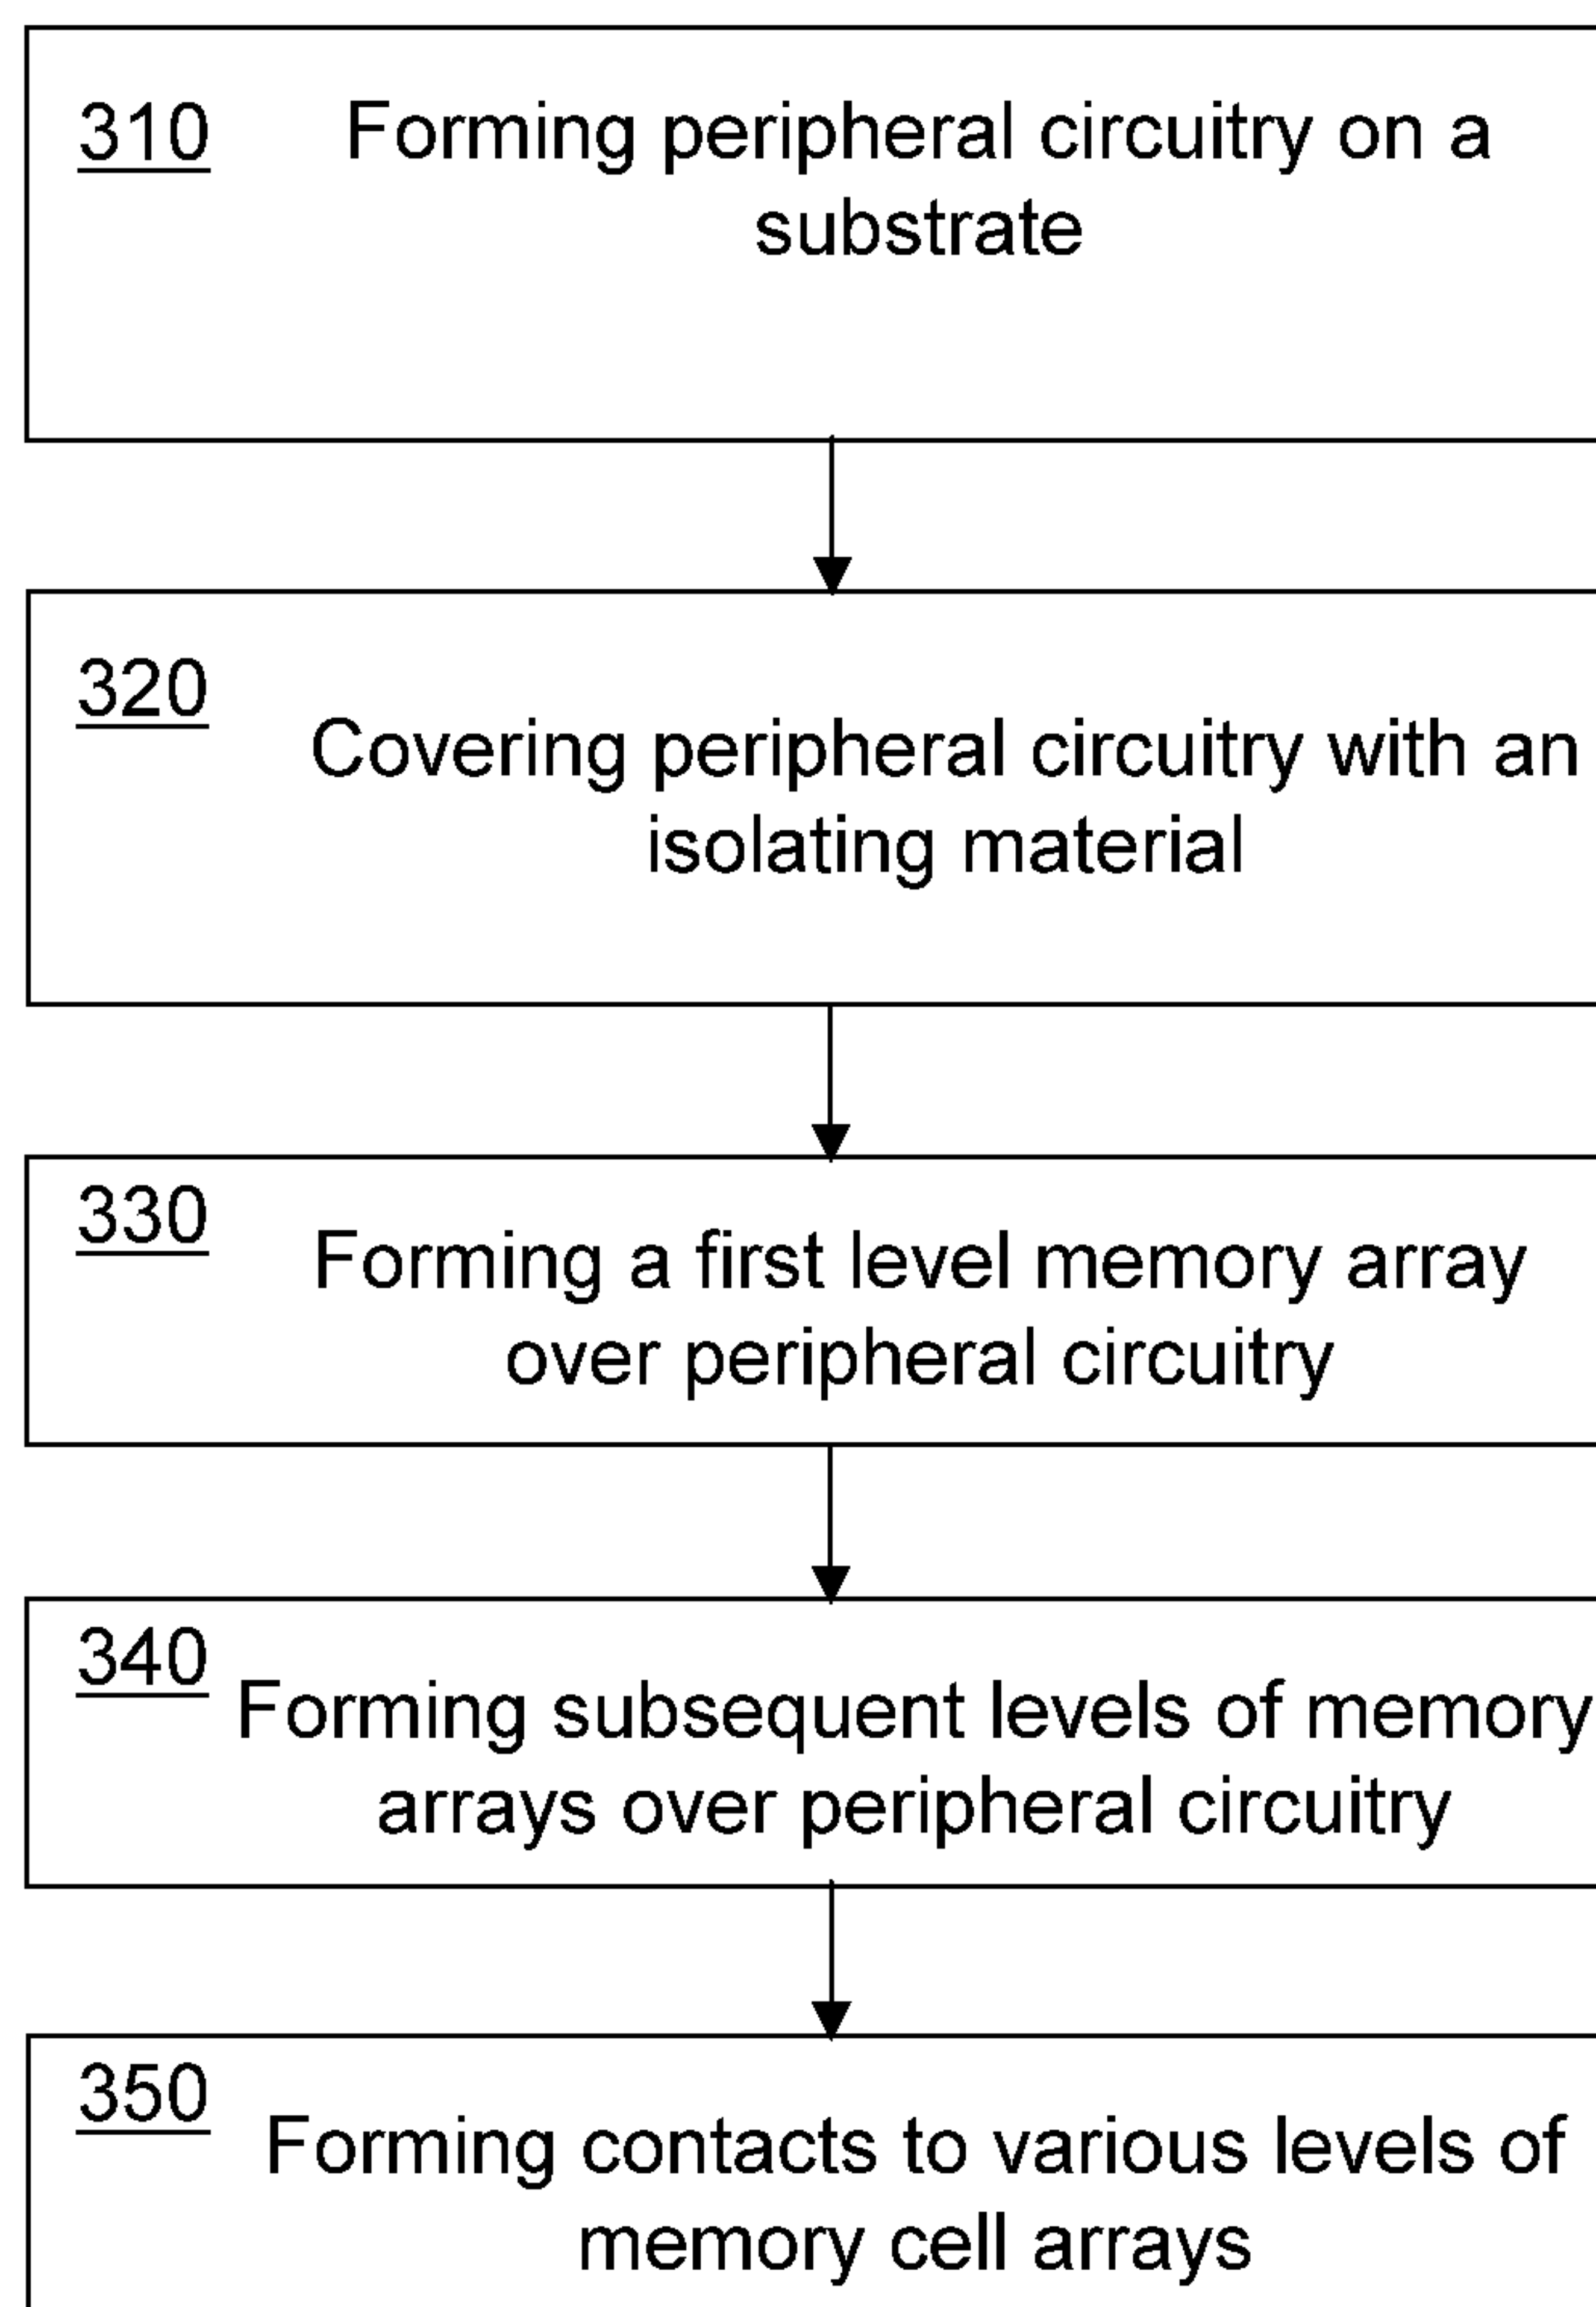 310
Forming peripheral circuitry on a
substrate
320
Covering peripheral circuitry with an
isolating material
330
Forming a first level memory array
over peripheral circuitry
340
Forming subsequent levels of memory
arrays over peripheral circuitry
350
Forming contacts to various levels of
memory cell arrays